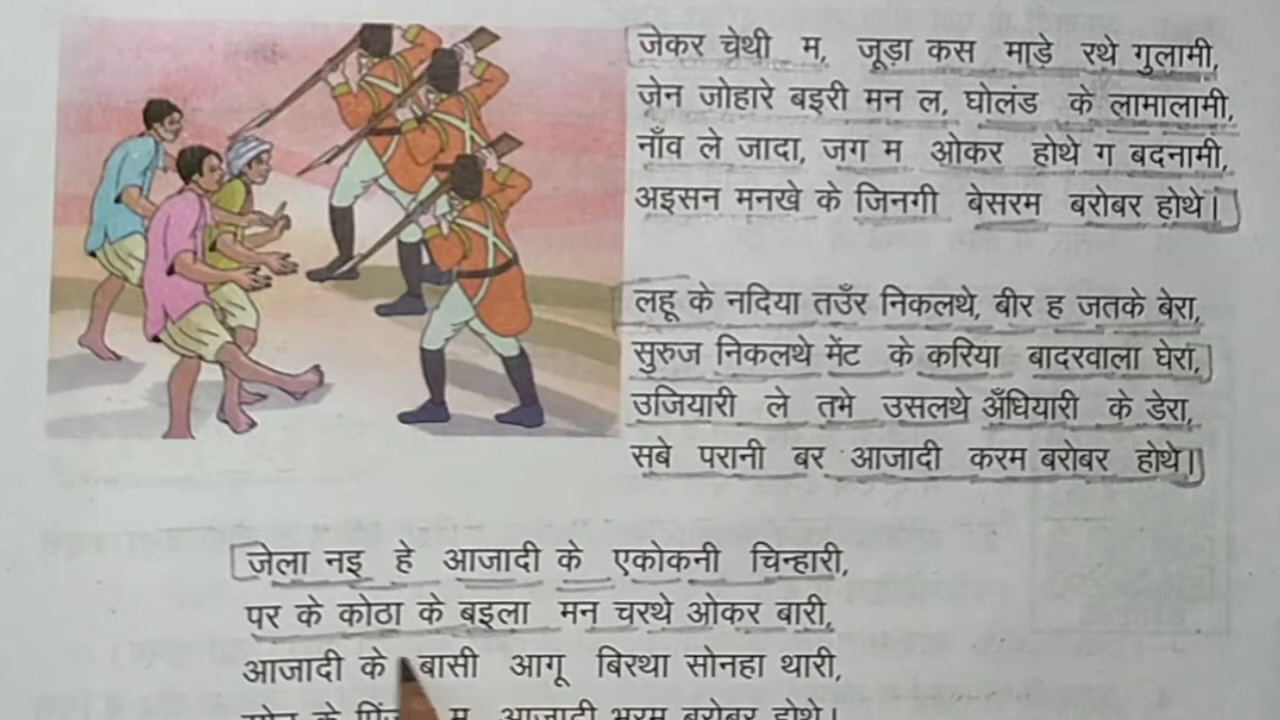 जेकर चेथी म, जूड़ा कस माड़े रथे गुलामी,
जेन जोहारे बइरी मन ल, घोलंड के लामालामी,
नाँव ले जादा, जग म ओकर होथे ग बदनामी,
अइसन मनखे के जिनगी बेसरम बरोबर होथे।
लहू के नदिया तउँर निकलथे, बीर ह जतके बेरा,
सुरुज निकलथे मेंट के करिया बादरवाला घेरा,
उजियारी ले तभे उसलथे अँधियारी के डेरा,
सबे परानी बर आजादी करम बरोबर होथे।
जेला नइ हे आजादी के एकोकनी चिन्हारी,
पर के कोठा के बइला मन चरथे ओकर बारी,
आजादी के बासी आगू बिरथा सोनहा थारी,
के म आजादी भरम बरोबर होथे।